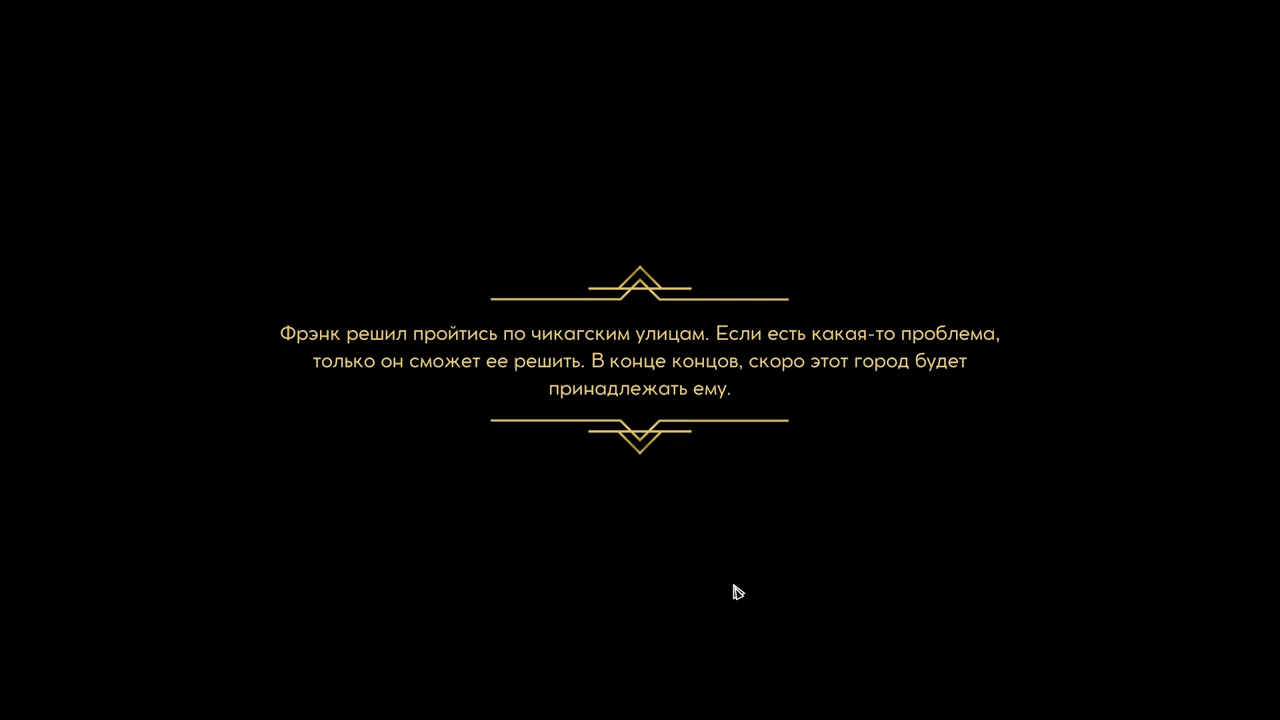 Фрэнк решил пройтись по чикагским улицам. Если есть какая-то проблема,
только он сможет ее решить. В конце концов, скоро этот город будет
принадлежать ему.